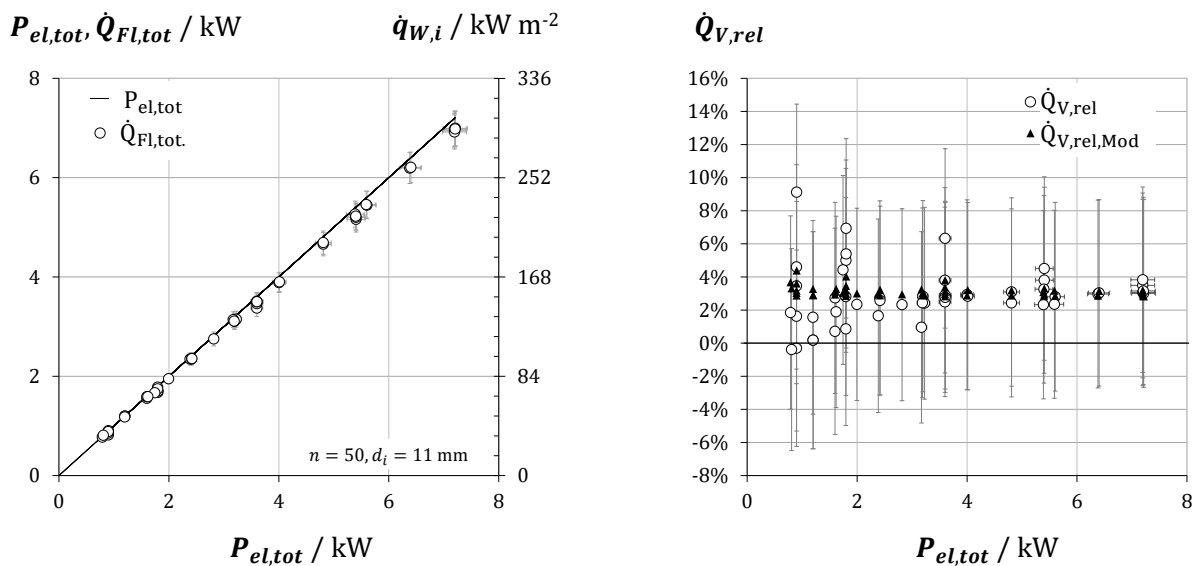 P_el,tot, Q̇_Fl,tot / kW
q̇_W,i / kW m⁻²
8
6
4
2
0
336
252
168
84
0
P_el,tot
Q̇_Fl,tot.
n = 50, d_i = 11 mm
0 2 4 6 8
P_el,tot / kW
Q̇_V,rel
16%
14%
12%
10%
8%
6%
4%
2%
0%
-2%
-4%
-6%
-8%
Q̇_V,rel
Q̇_V,rel,Mod
0 2 4 6 8
P_el,tot / kW